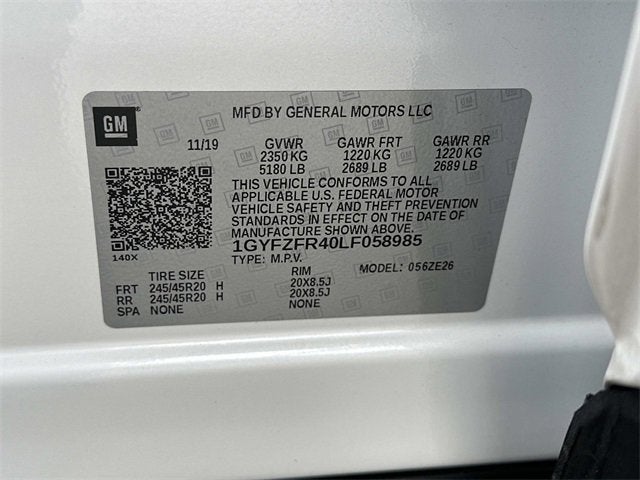 GM
MFD BY GENERAL MOTORS LLC
11/19 GVWR GAWR FRT GAWR RR
2350 KG 1220 KG 1220 KG
5180 LB 2689 LB 2689 LB
THIS VEHICLE CONFORMS TO ALL
APPLICABLE U.S. FEDERAL MOTOR
VEHICLE SAFETY AND THEFT PREVENTION
STANDARDS IN EFFECT ON THE DATE OF
MANUFACTURE SHOWN ABOVE.
1GYFZFR40LF058985
140X TYPE: M.P.V.
TIRE SIZE RIM MODEL: 056ZE26
FRT 245/45R20 H 20X8.5J
RR 245/45R20 H 20X8.5J
SPA NONE NONE